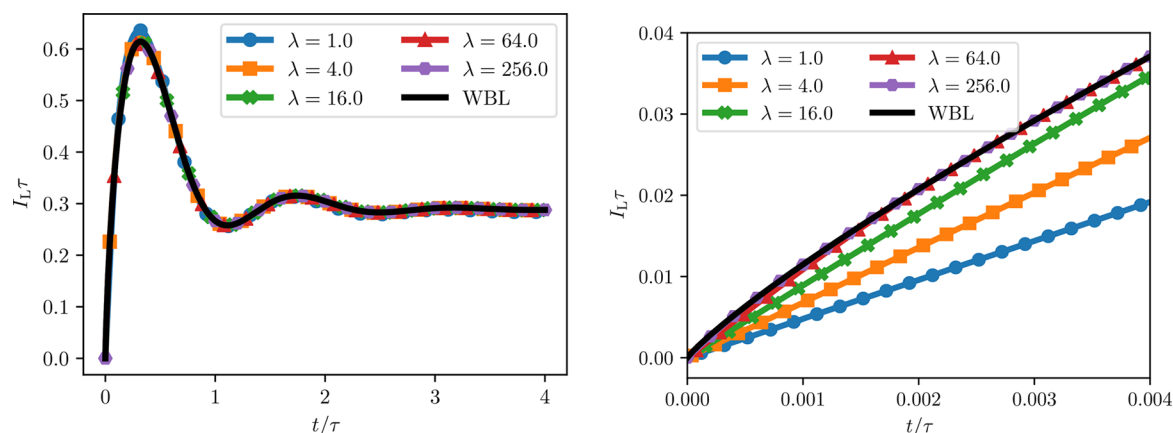 0.6
0.5
0.4
0.3
0.2
0.1
0.0
I_L τ
λ = 1.0
λ = 4.0
λ = 16.0
λ = 64.0
λ = 256.0
WBL
0 1 2 3 4
t/τ
0.04
0.03
0.02
0.01
0.00
I_L τ
λ = 1.0
λ = 4.0
λ = 16.0
λ = 64.0
λ = 256.0
WBL
0.000 0.001 0.002 0.003 0.004
t/τ